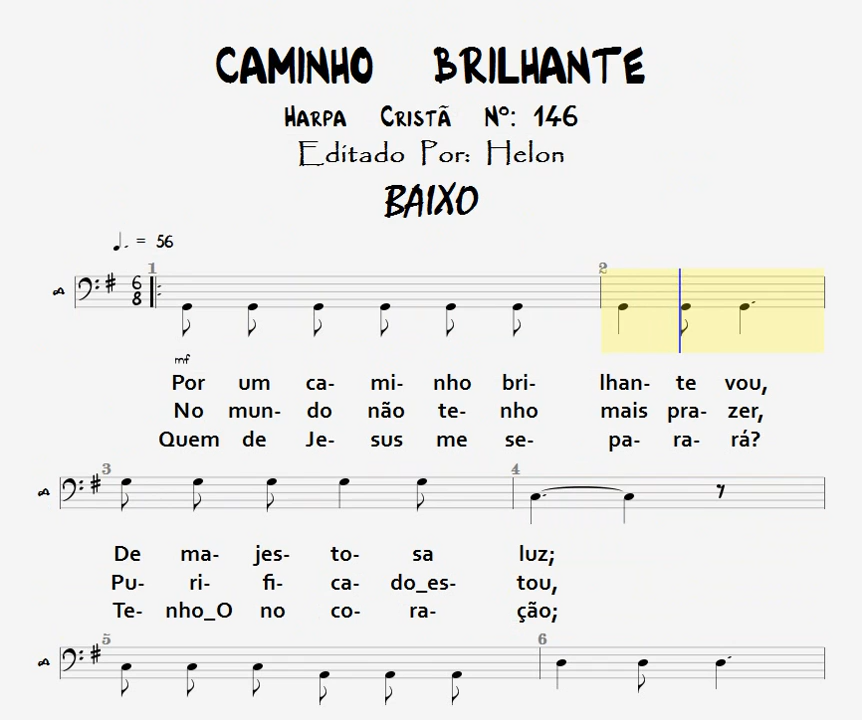 CAMINHO BRILHANTE
HARPA CRISTÃ Nº: 146
Editado Por: Helon
BAIXO
= 56
1
2
6
8
mf
Por um ca- mi- nho bri- lhan- te vou,
No mun- do não te- nho mais pra- zer,
Quem de Je- sus me se- pa- ra- rá?
3
4
De ma- jes- to- sa luz;
Pu- ri- fi- ca- do_es- tou,
Te- nho_O no co- ra- ção;
5
6